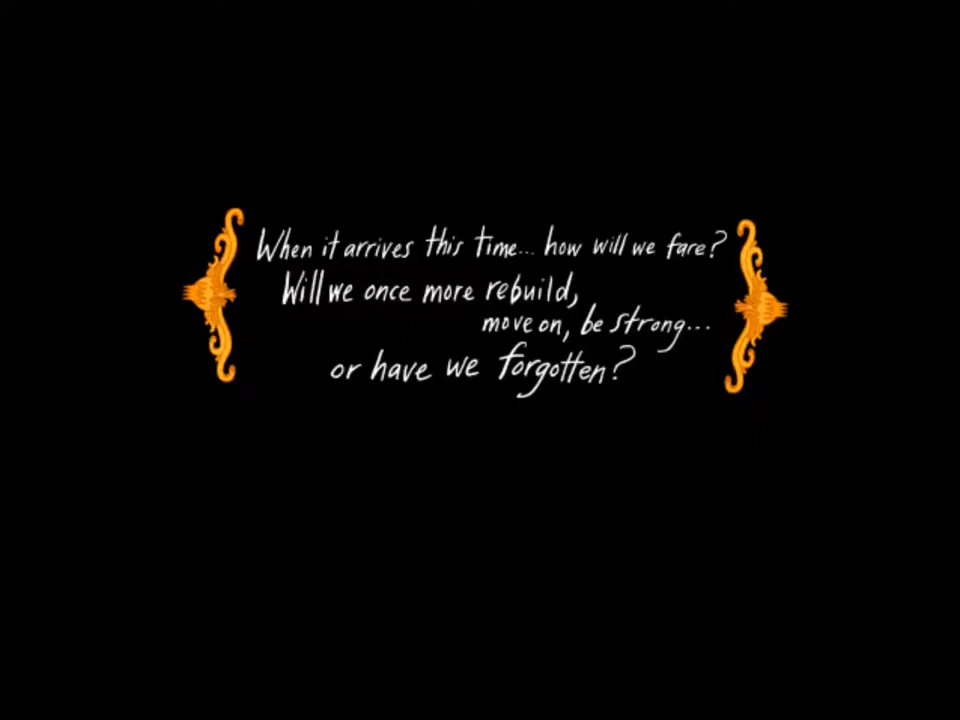 When it arrives this time... how will we fare?
Will we once more rebuild,
move on, be strong...
or have we forgotten?